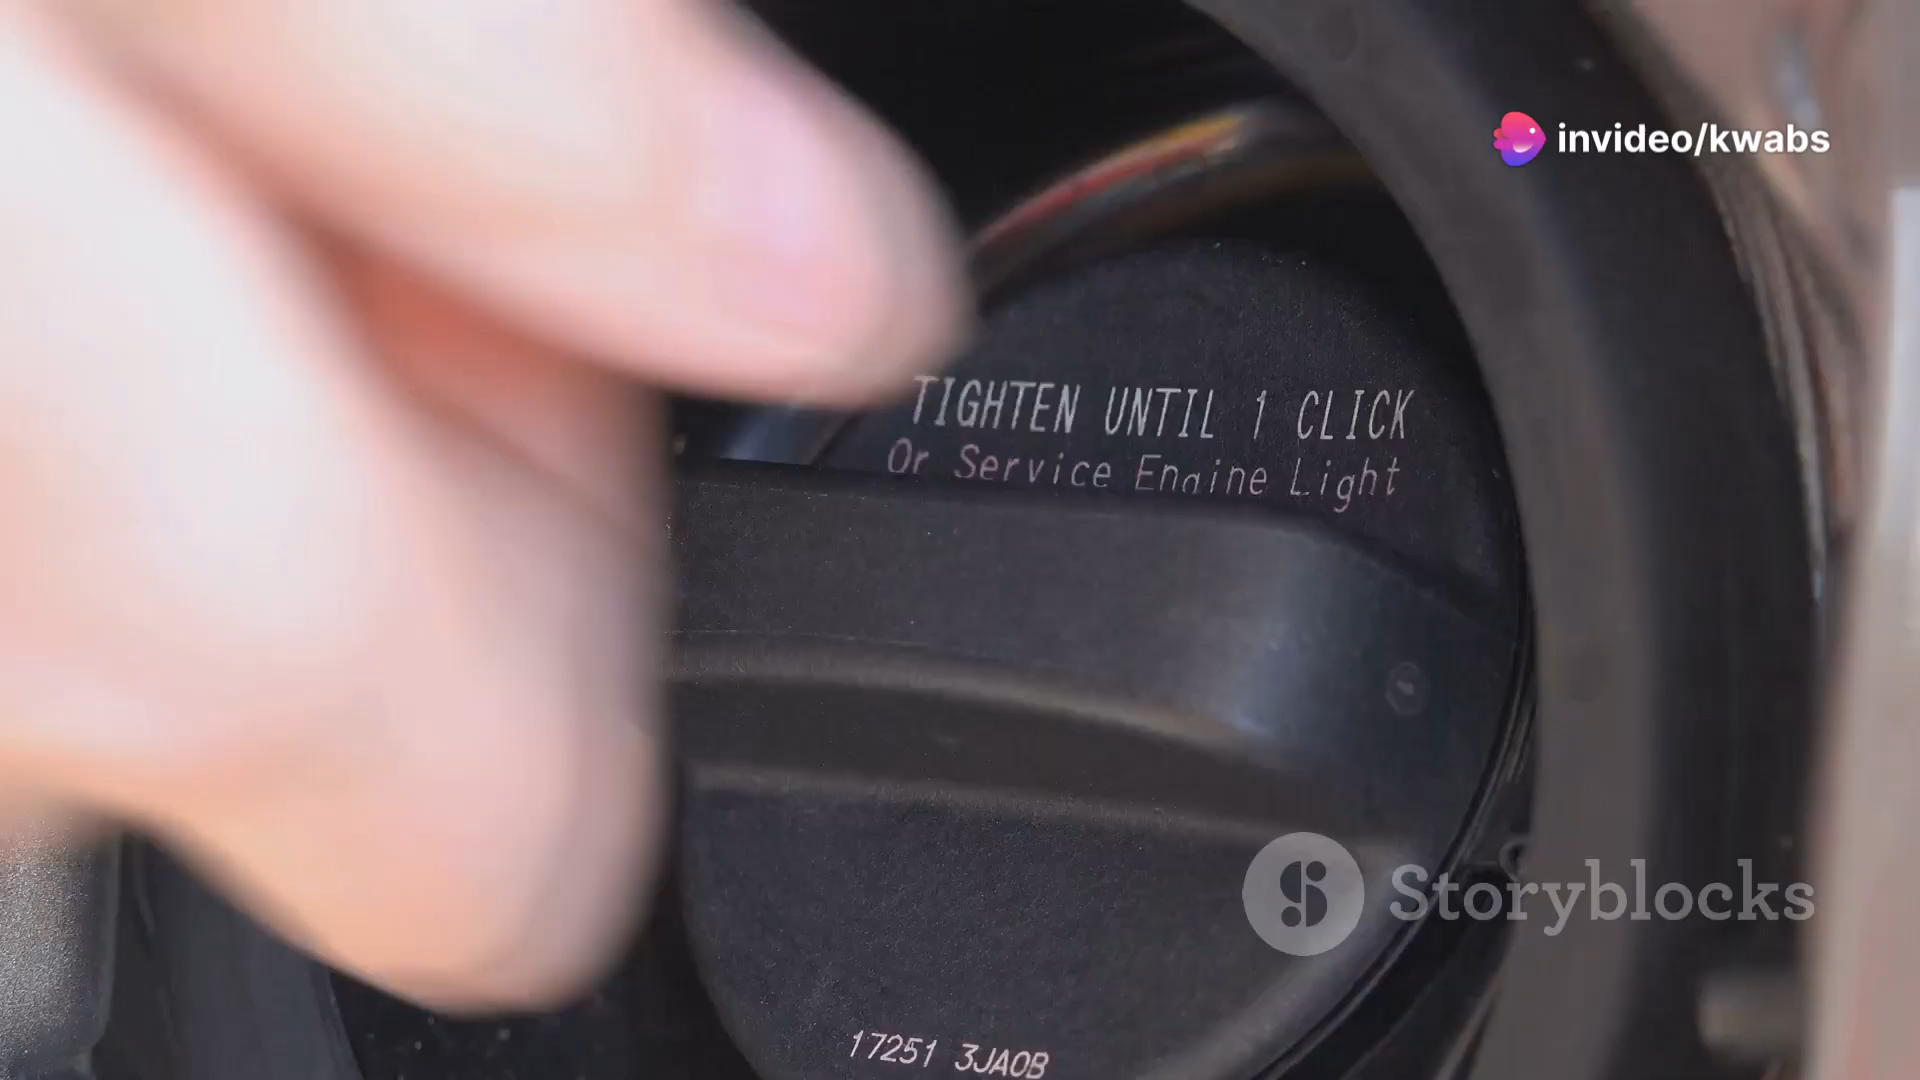 invideo/kwabs
TIGHTEN UNTIL 1 CLICK
Or Service Engine Light
Storyblocks
17251 3JA0B